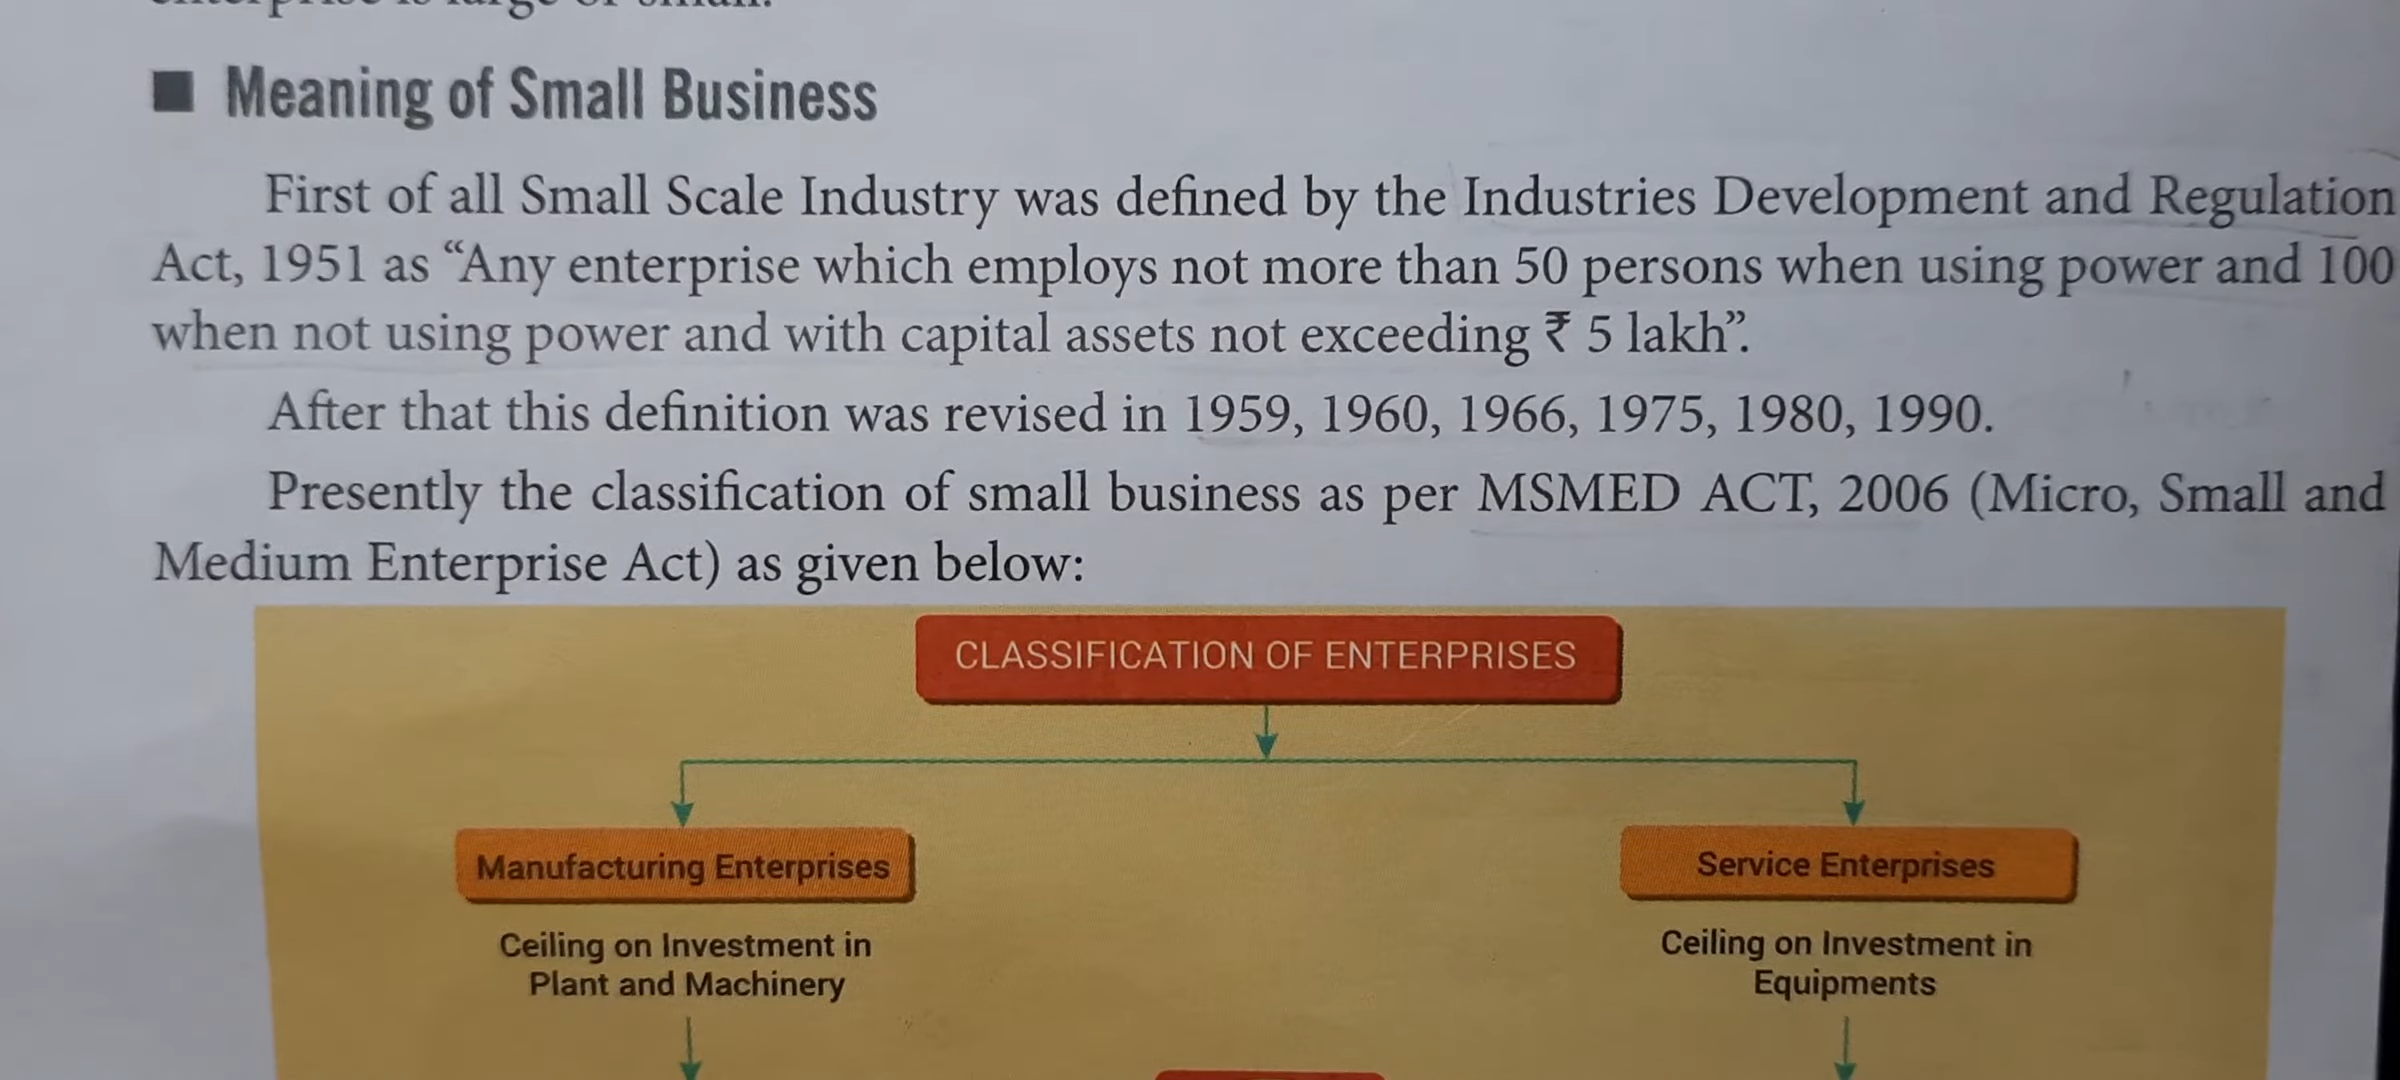 enterprise is large or small.
■ Meaning of Small Business
First of all Small Scale Industry was defined by the Industries Development and Regulation
Act, 1951 as “Any enterprise which employs not more than 50 persons when using power and 100
when not using power and with capital assets not exceeding ₹ 5 lakh”.
After that this definition was revised in 1959, 1960, 1966, 1975, 1980, 1990.
Presently the classification of small business as per MSMED ACT, 2006 (Micro, Small and
Medium Enterprise Act) as given below:
CLASSIFICATION OF ENTERPRISES
Manufacturing Enterprises
Service Enterprises
Ceiling on Investment in
Plant and Machinery
Ceiling on Investment in
Equipments